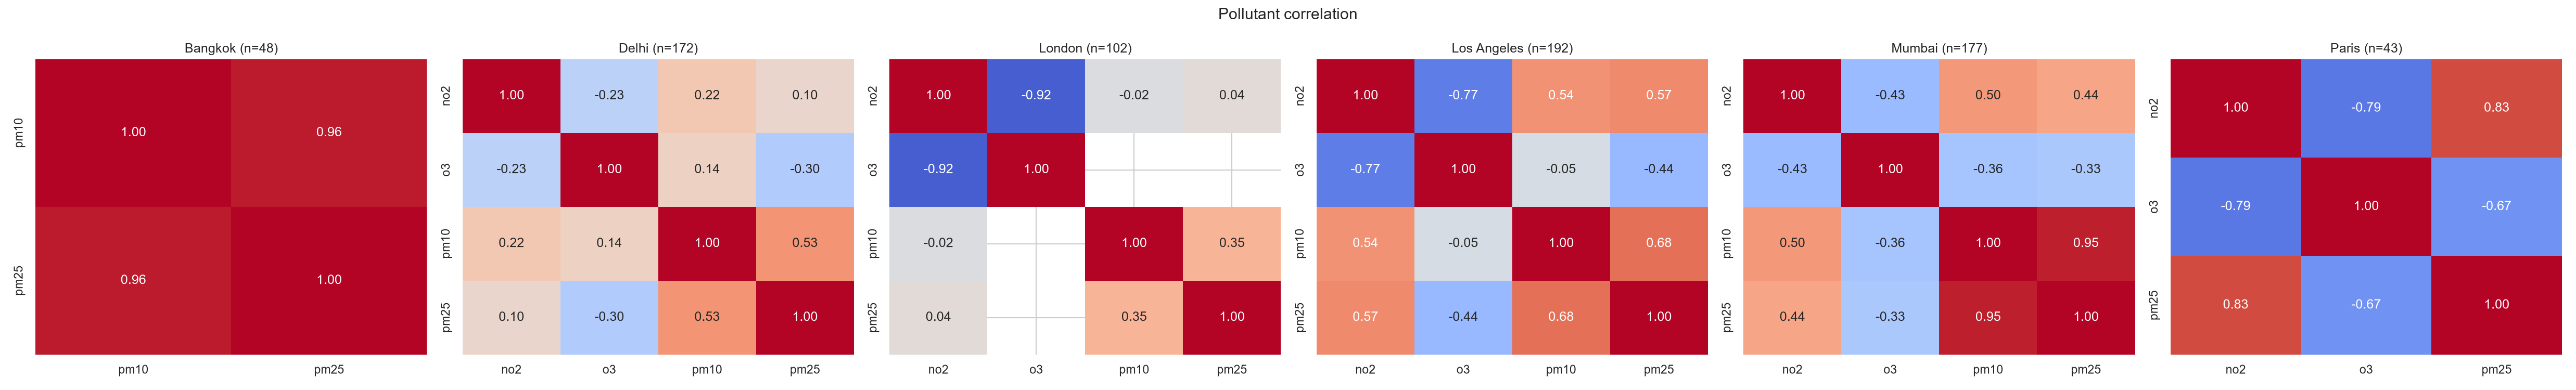 Pollutant correlation
Bangkok (n=48)
pm10 1.00 0.96
pm25 0.96 1.00
pm10 pm25
Delhi (n=172)
no2 1.00 -0.23 0.22 0.10
o3 -0.23 1.00 0.14 -0.30
pm10 0.22 0.14 1.00 0.53
pm25 0.10 -0.30 0.53 1.00
no2 o3 pm10 pm25
London (n=102)
no2 1.00 -0.92 -0.02 0.04
o3 -0.92 1.00
pm10 -0.02 1.00 0.35
pm25 0.04 0.35 1.00
no2 o3 pm10 pm25
Los Angeles (n=192)
no2 1.00 -0.77 0.54 0.57
o3 -0.77 1.00 -0.05 -0.44
pm10 0.54 -0.05 1.00 0.68
pm25 0.57 -0.44 0.68 1.00
no2 o3 pm10 pm25
Mumbai (n=177)
no2 1.00 -0.43 0.50 0.44
o3 -0.43 1.00 -0.36 -0.33
pm10 0.50 -0.36 1.00 0.95
pm25 0.44 -0.33 0.95 1.00
no2 o3 pm10 pm25
Paris (n=43)
no2 1.00 -0.79 0.83
o3 -0.79 1.00 -0.67
pm25 0.83 -0.67 1.00
no2 o3 pm25